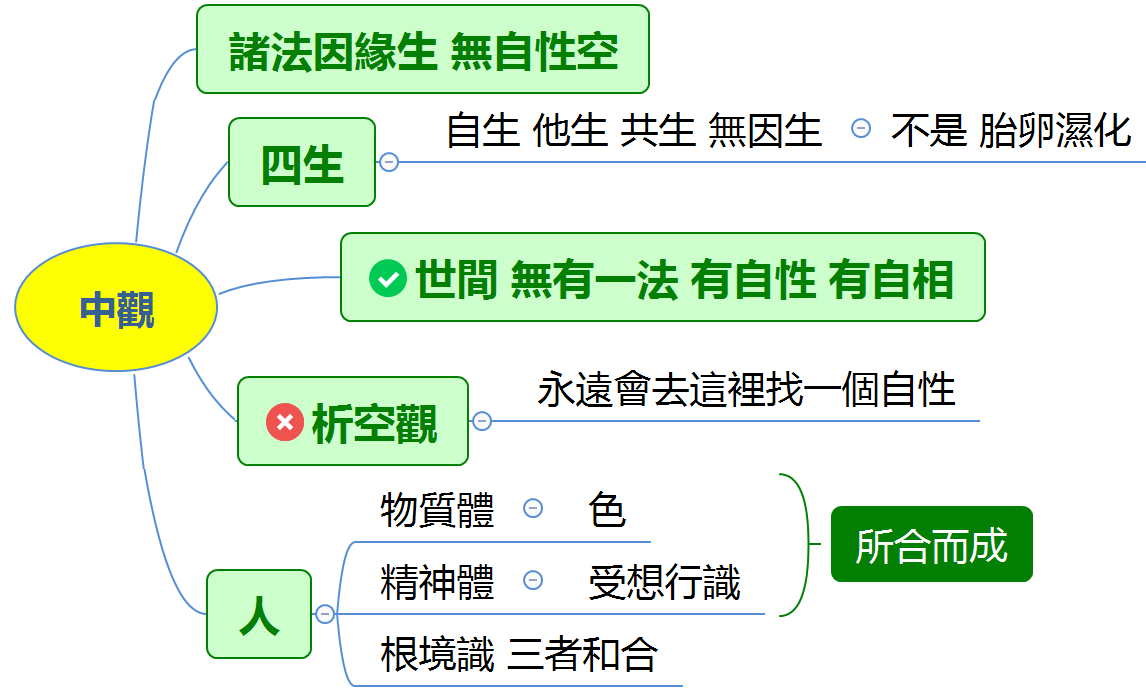 諸法因緣生 無自性空
四生
自生 他生 共生 無因生
不是 胎卵濕化
中觀
世間 無有一法 有自性 有自相
析空觀
永遠會去這裡找一個自性
人
物質體
色
精神體
受想行識
所合而成
根境識 三者和合